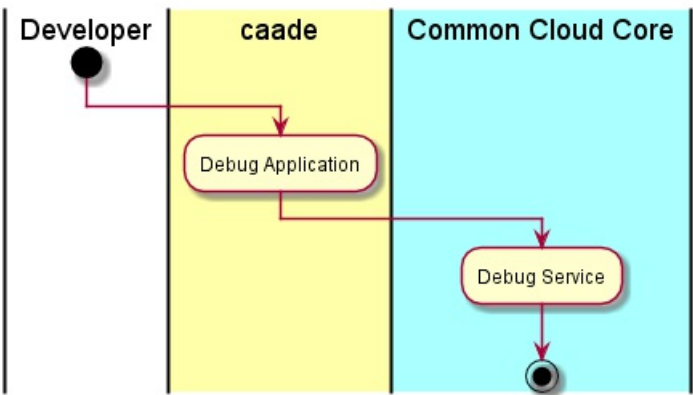 Developer
caade
Common Cloud Core
Debug Application
Debug Service